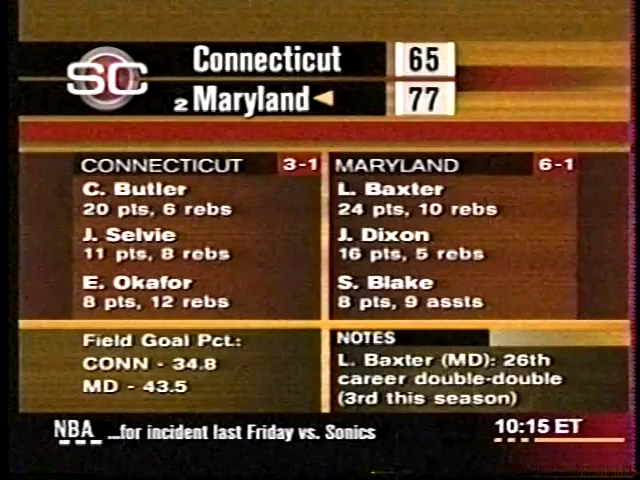 SC
Connecticut 65
2 Maryland 77
CONNECTICUT 3-1
C. Butler
20 pts, 6 rebs
J. Selvie
11 pts, 8 rebs
E. Okafor
8 pts, 12 rebs
MARYLAND 6-1
L. Baxter
24 pts, 10 rebs
J. Dixon
16 pts, 5 rebs
S. Blake
8 pts, 9 assts
Field Goal Pct.:
CONN - 34.8
MD - 43.5
NOTES
L. Baxter (MD): 26th
career double-double
(3rd this season)
NBA ...for incident last Friday vs. Sonics
10:15 ET